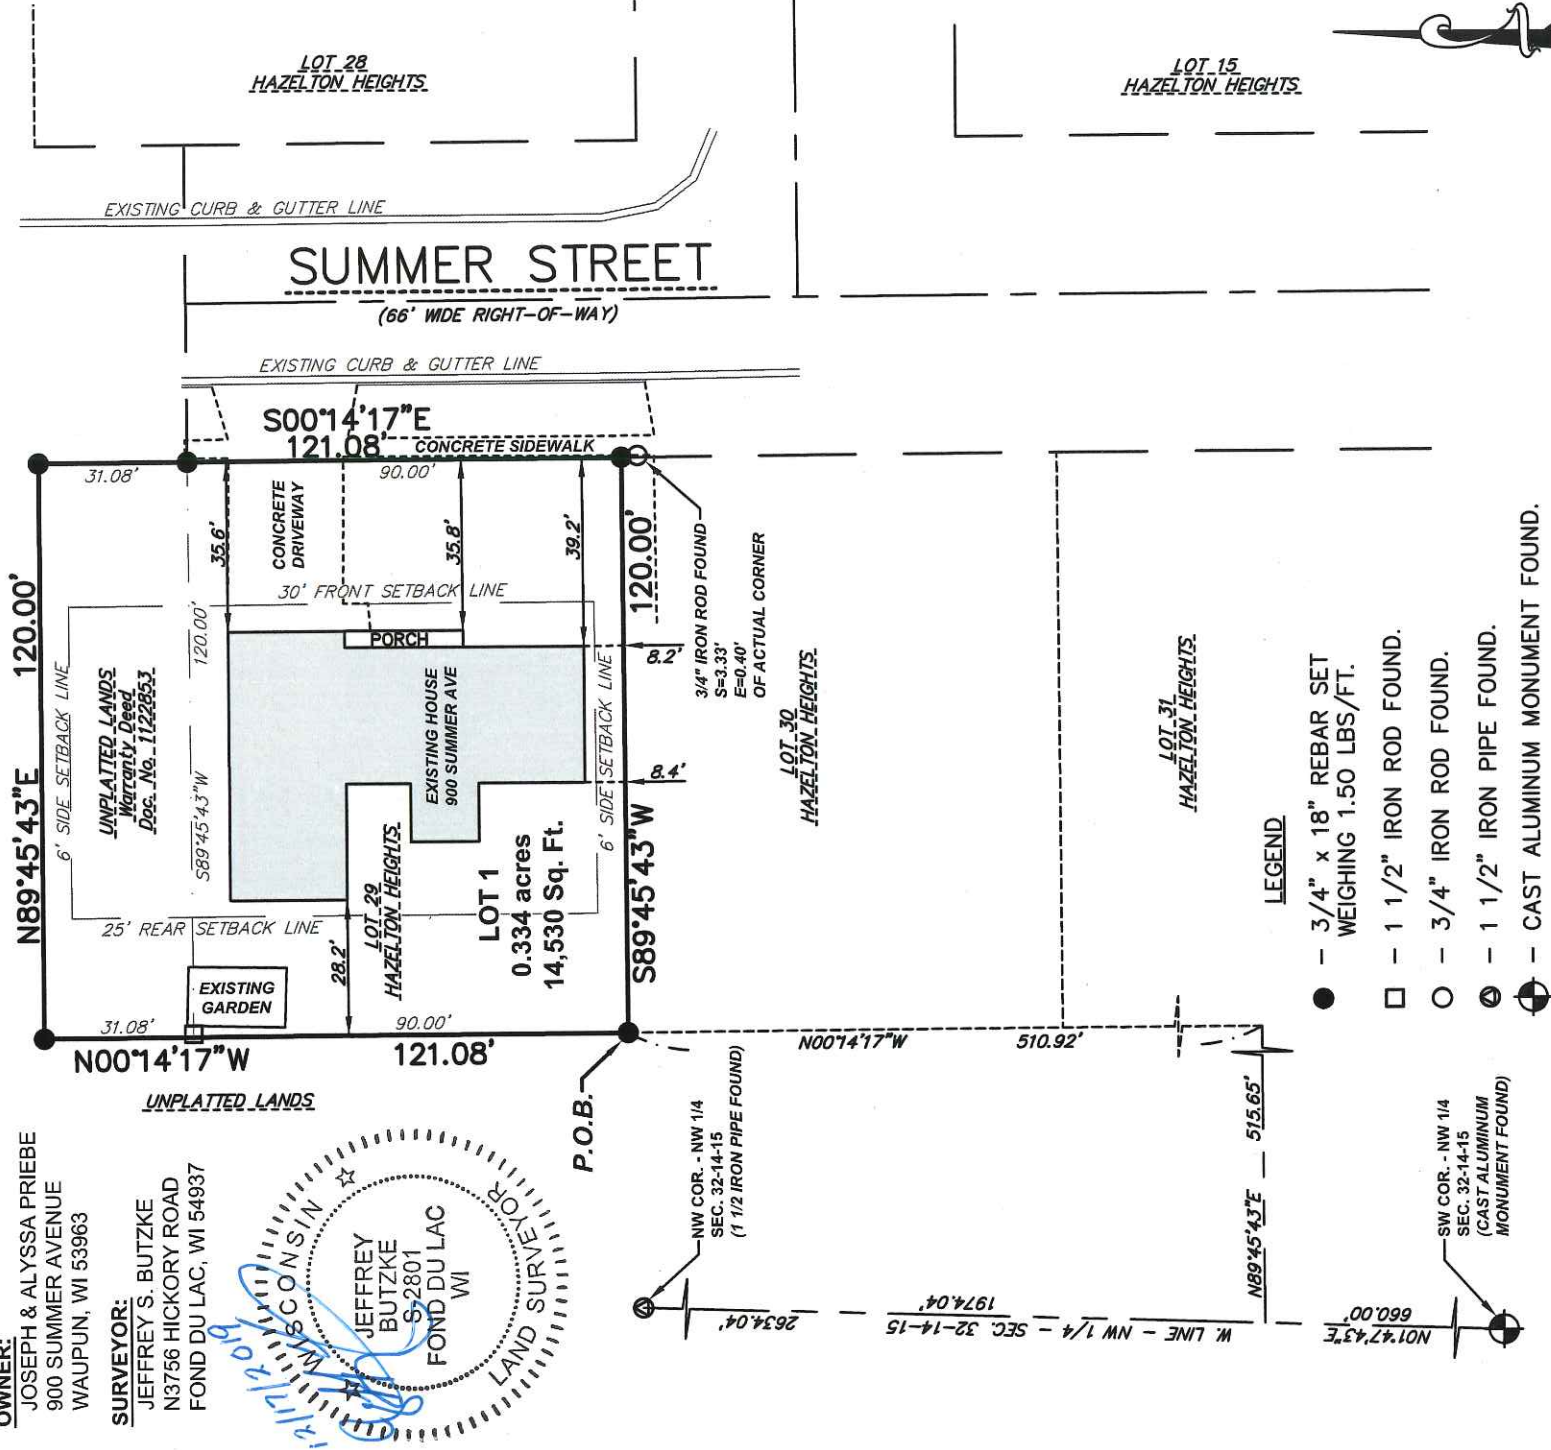 LOT 28
HAZELTON HEIGHTS
LOT 15
HAZELTON HEIGHTS
EXISTING CURB & GUTTER LINE
SUMMER STREET
(66' WIDE RIGHT-OF-WAY)
EXISTING CURB & GUTTER LINE
S00°14'17"E
121.08'
CONCRETE SIDEWALK
31.08'
90.00'
N89°45'43"E
120.00'
6' SIDE SETBACK LINE
UNPLATTED LANDS
Warranty Deed
Doc. No. 1122853
S89°45'43"W
120.00'
35.6'
CONCRETE
DRIVEWAY
35.8'
39.2'
30' FRONT SETBACK LINE
PORCH
EXISTING HOUSE
900 SUMMER AVE
8.2'
8.4'
6' SIDE SETBACK LINE
S89°45'43"W
120.00'
3/4" IRON ROD FOUND
S=3.33'
E=0.40'
OF ACTUAL CORNER
25' REAR SETBACK LINE
28.2'
LOT 29
HAZELTON HEIGHTS
LOT 1
0.334 acres
14,530 Sq. Ft.
EXISTING
GARDEN
31.08'
90.00'
N00°14'17"W
121.08'
UNPLATTED LANDS
P.O.B.
LOT 30
HAZELTON HEIGHTS
LOT 31
HAZELTON HEIGHTS
N00°14'17"W
510.92'
N89°45'43"E
515.65'
NW COR. - NW 1/4
SEC. 32-14-15
(1 1/2 IRON PIPE FOUND)
2634.04'
W. LINE - NW 1/4 - SEC. 32-14-15
1974.04'
N01°47'43"E
660.00'
SW COR. - NW 1/4
SEC. 32-14-15
(CAST ALUMINUM
MONUMENT FOUND)
LEGEND
- 3/4" x 18" REBAR SET
WEIGHING 1.50 LBS/FT.
- 1 1/2" IRON ROD FOUND.
- 3/4" IRON ROD FOUND.
- 1 1/2" IRON PIPE FOUND.
- CAST ALUMINUM MONUMENT FOUND.
OWNER:
JOSEPH & ALYSSA PRIEBE
900 SUMMER AVENUE
WAUPUN, WI 53963
SURVEYOR:
JEFFREY S. BUTZKE
N3756 HICKORY ROAD
FOND DU LAC, WI 54937
WISCONSIN
JEFFREY
BUTZKE
S-2801
FOND DU LAC
WI
LAND SURVEYOR
12/17/2019